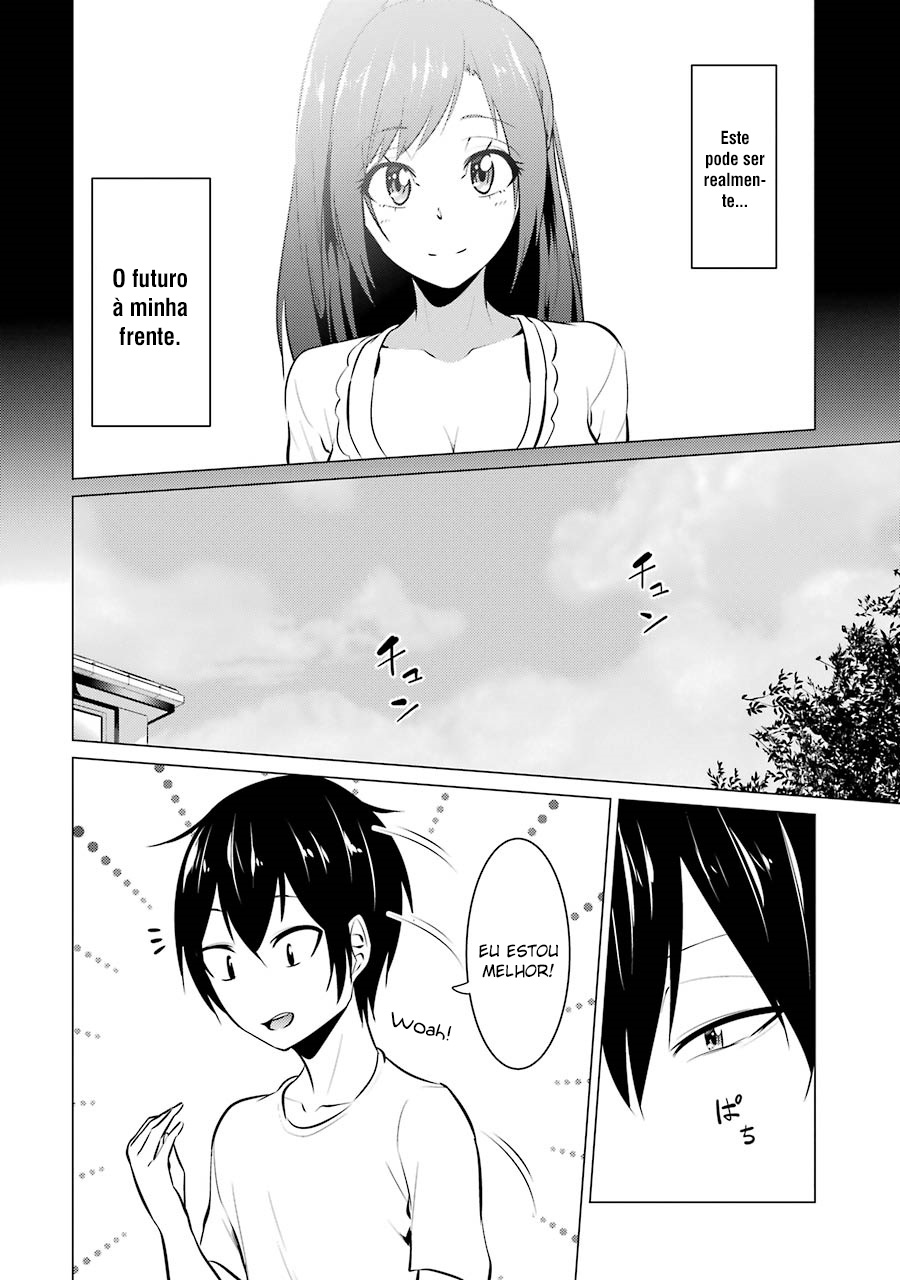 Este
pode ser
realmen-
te...
O futuro
à minha
frente.
チュン
チュン
ぱち
EU ESTOU
MELHOR!
Woah!